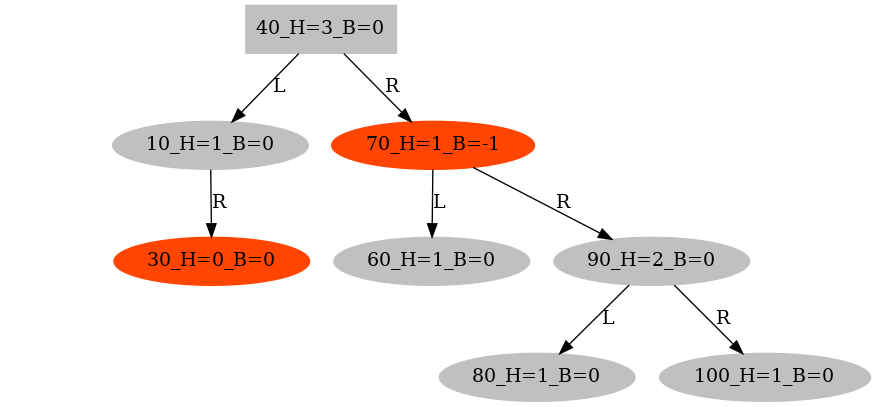 40_H=3_B=0
L
R
10_H=1_B=0
70_H=1_B=-1
R
L
R
30_H=0_B=0
60_H=1_B=0
90_H=2_B=0
L
R
80_H=1_B=0
100_H=1_B=0